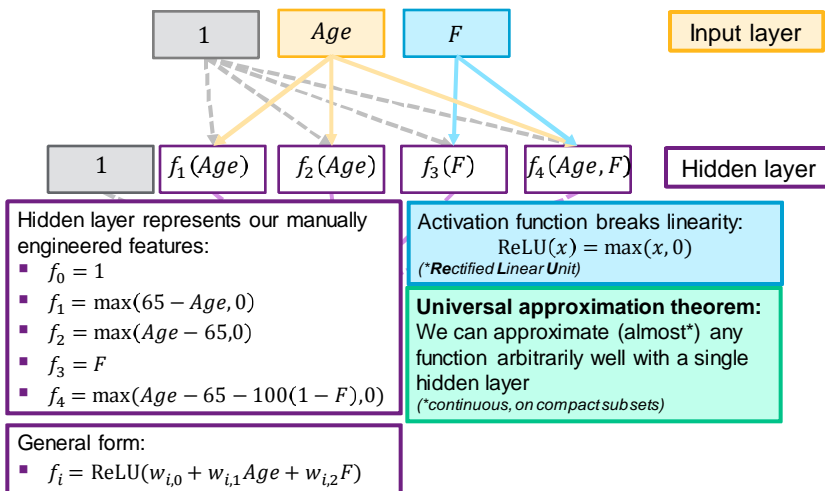 1
Age
F
Input layer
1
f₁(Age)
f₂(Age)
f₃(F)
f₄(Age, F)
Hidden layer
Hidden layer represents our manually
engineered features:
▪ f₀ = 1
▪ f₁ = max(65 − Age, 0)
▪ f₂ = max(Age − 65,0)
▪ f₃ = F
▪ f₄ = max(Age − 65 − 100(1 − F),0)
Activation function breaks linearity:
ReLU(x) = max(x, 0)
(*Rectified Linear Unit)
Universal approximation theorem:
We can approximate (almost*) any
function arbitrarily well with a single
hidden layer
(*continuous, on compact subsets)
General form:
▪ fᵢ = ReLU(wᵢ,₀ + wᵢ,₁Age + wᵢ,₂F)